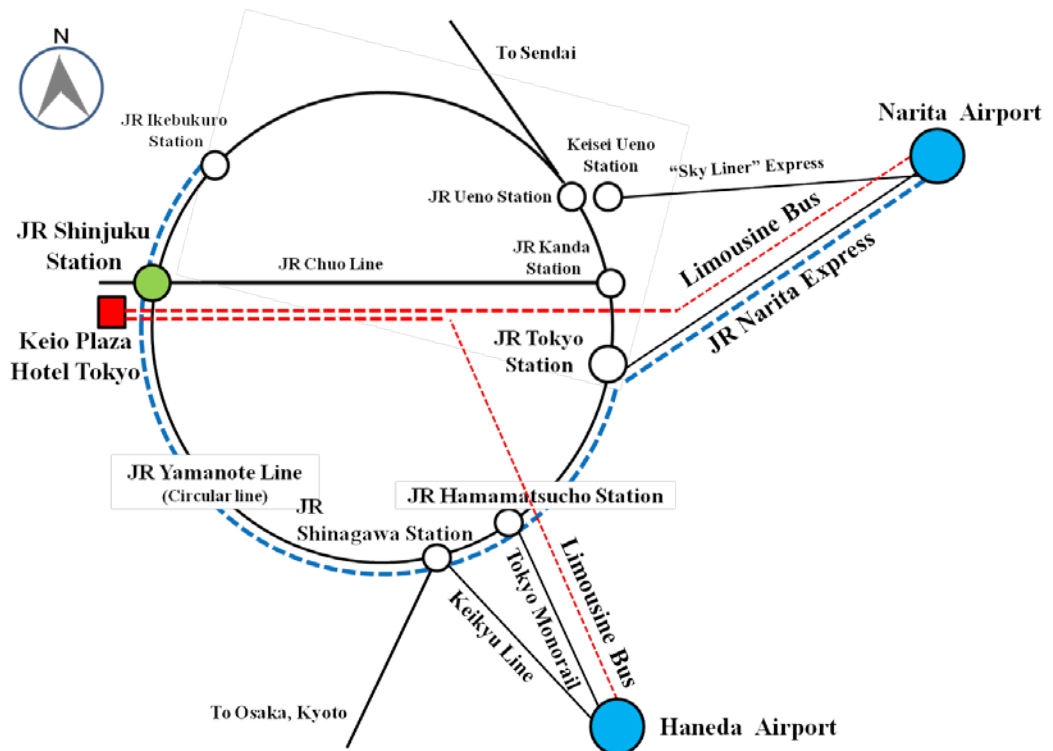 N
To Sendai
JR Ikebukuro
Station
Keisei Ueno
Station
Narita Airport
"Sky Liner" Express
JR Ueno Station
JR Shinjuku
Station
JR Chuo Line
JR Kanda
Station
Limousine Bus
JR Narita Express
Keio Plaza
Hotel Tokyo
JR Tokyo
Station
JR Yamanote Line
(Circular line)
JR
Shinagawa Station
JR Hamamatsucho Station
Limousine Bus
Tokyo Monorail
Keikyu Line
To Osaka, Kyoto
Haneda Airport